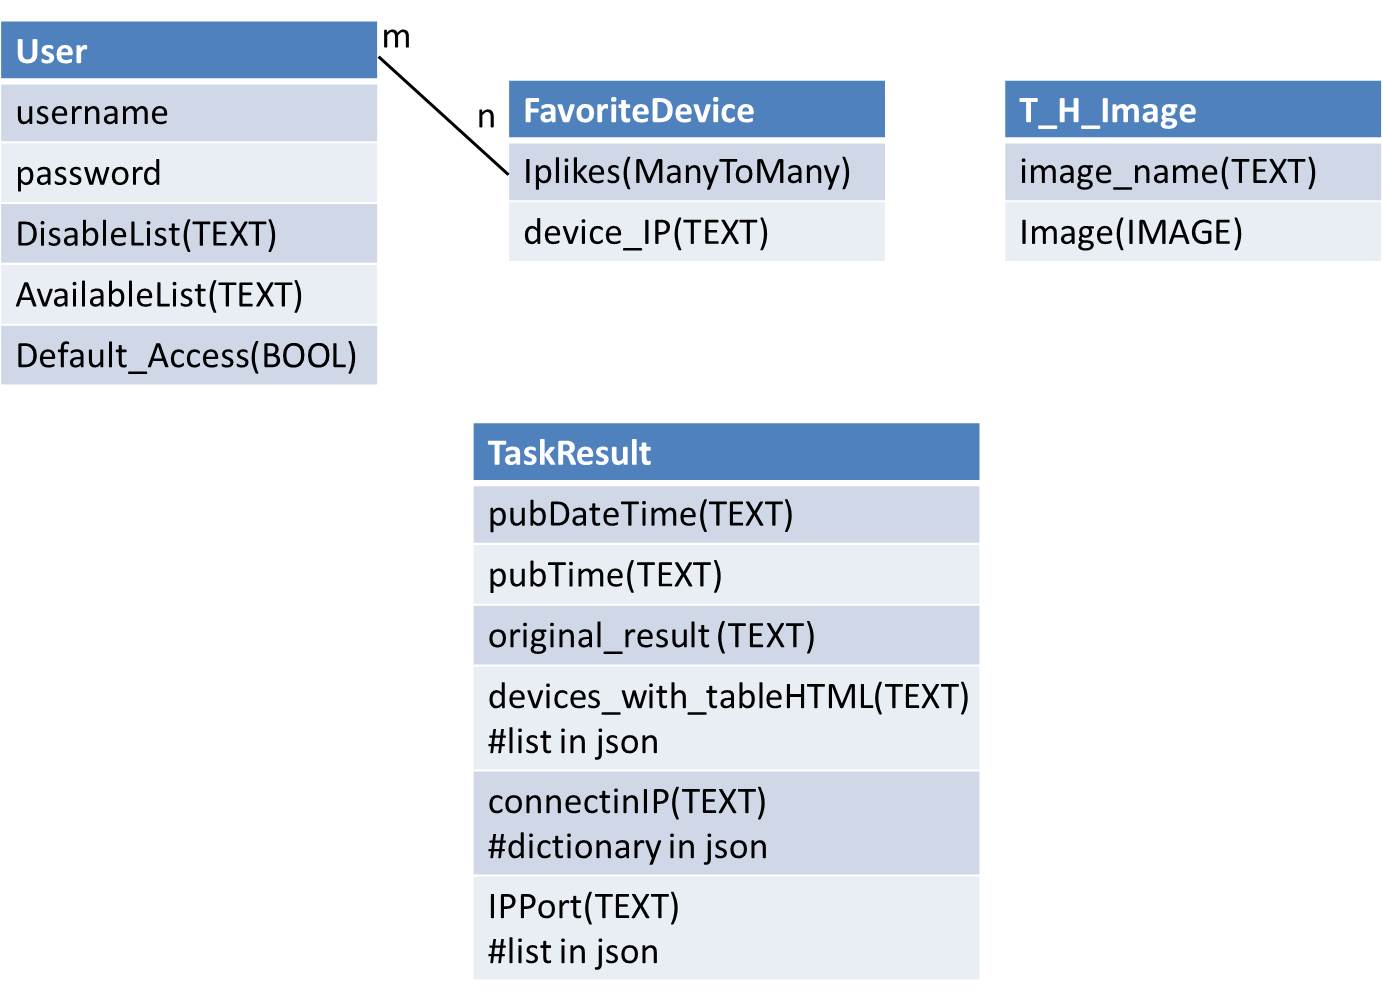 User
username
password
DisableList(TEXT)
AvailableList(TEXT)
Default_Access(BOOL)
m
n
FavoriteDevice
Iplikes(ManyToMany)
device_IP(TEXT)
T_H_Image
image_name(TEXT)
Image(IMAGE)
TaskResult
pubDateTime(TEXT)
pubTime(TEXT)
original_result (TEXT)
devices_with_tableHTML(TEXT)
#list in json
connectinIP(TEXT)
#dictionary in json
IPPort(TEXT)
#list in json